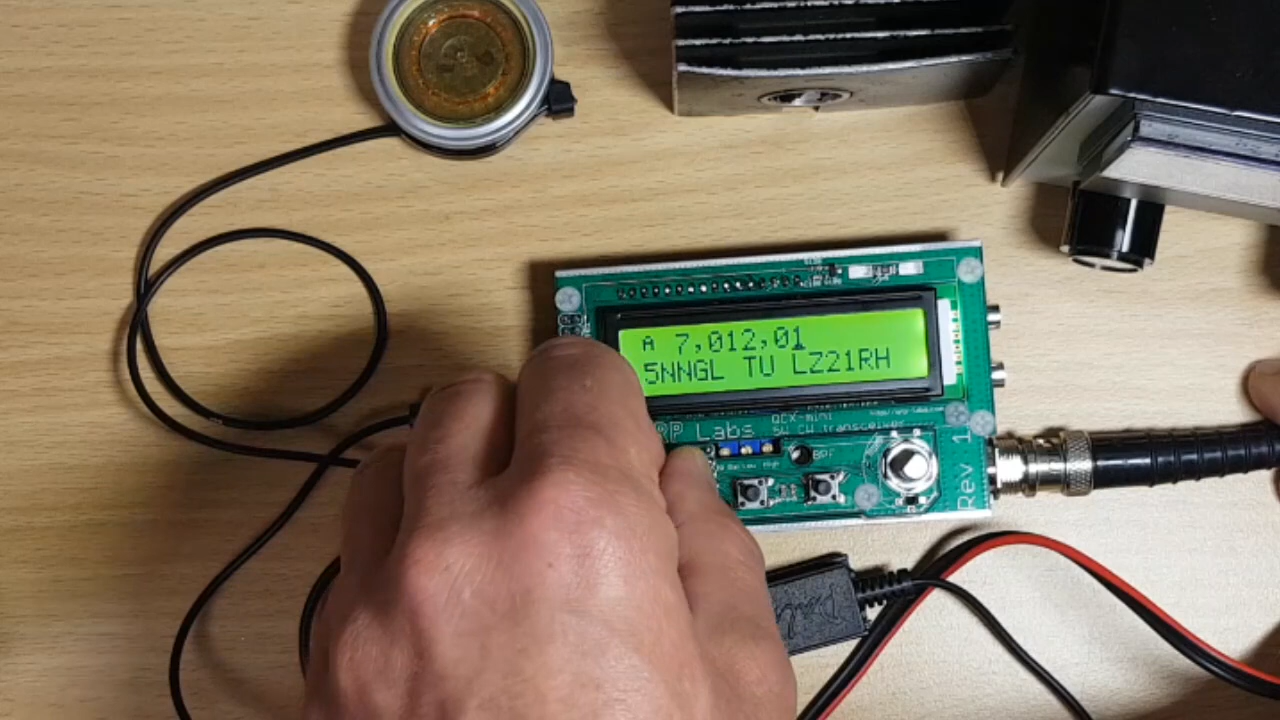 A 7,012,01
5NNGL TU LZ21RH
QCX-mini
RP Labs 5W CW transceiver
BPF
Rev 1